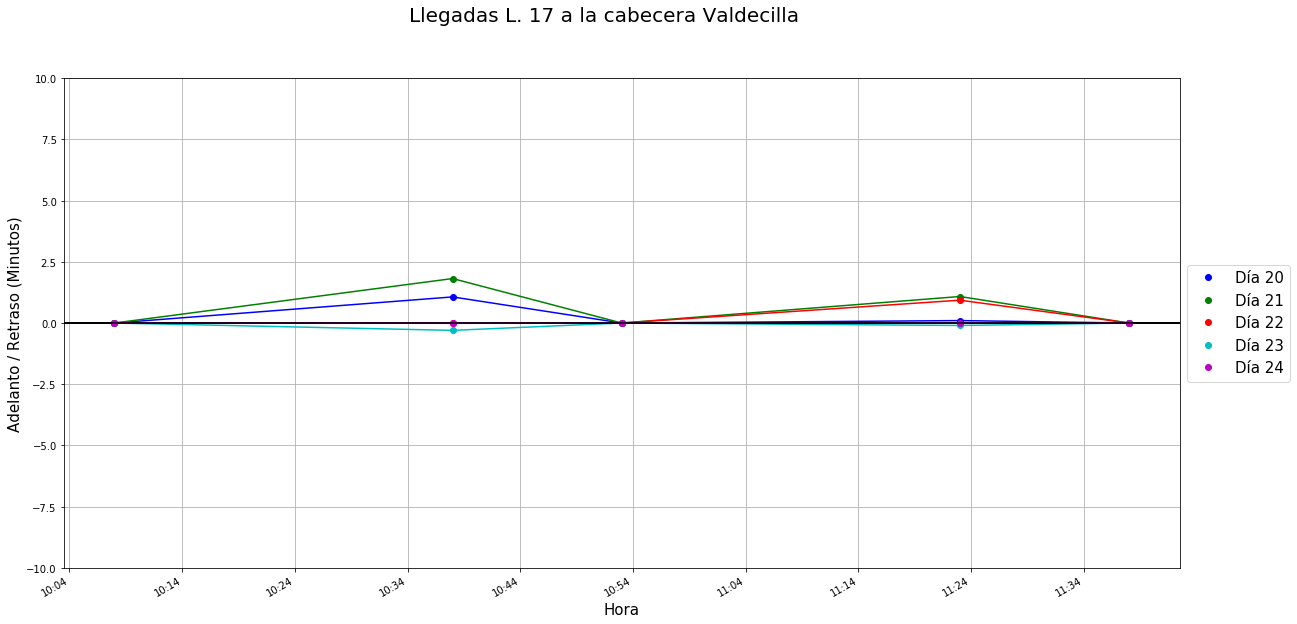 Llegadas L. 17 a la cabecera Valdecilla
Adelanto / Retraso (Minutos)
10.0
7.5
5.0
2.5
0.0
−2.5
−5.0
−7.5
−10.0
10:04
10:14
10:24
10:34
10:44
10:54
11:04
11:14
11:24
11:34
Hora
Día 20
Día 21
Día 22
Día 23
Día 24